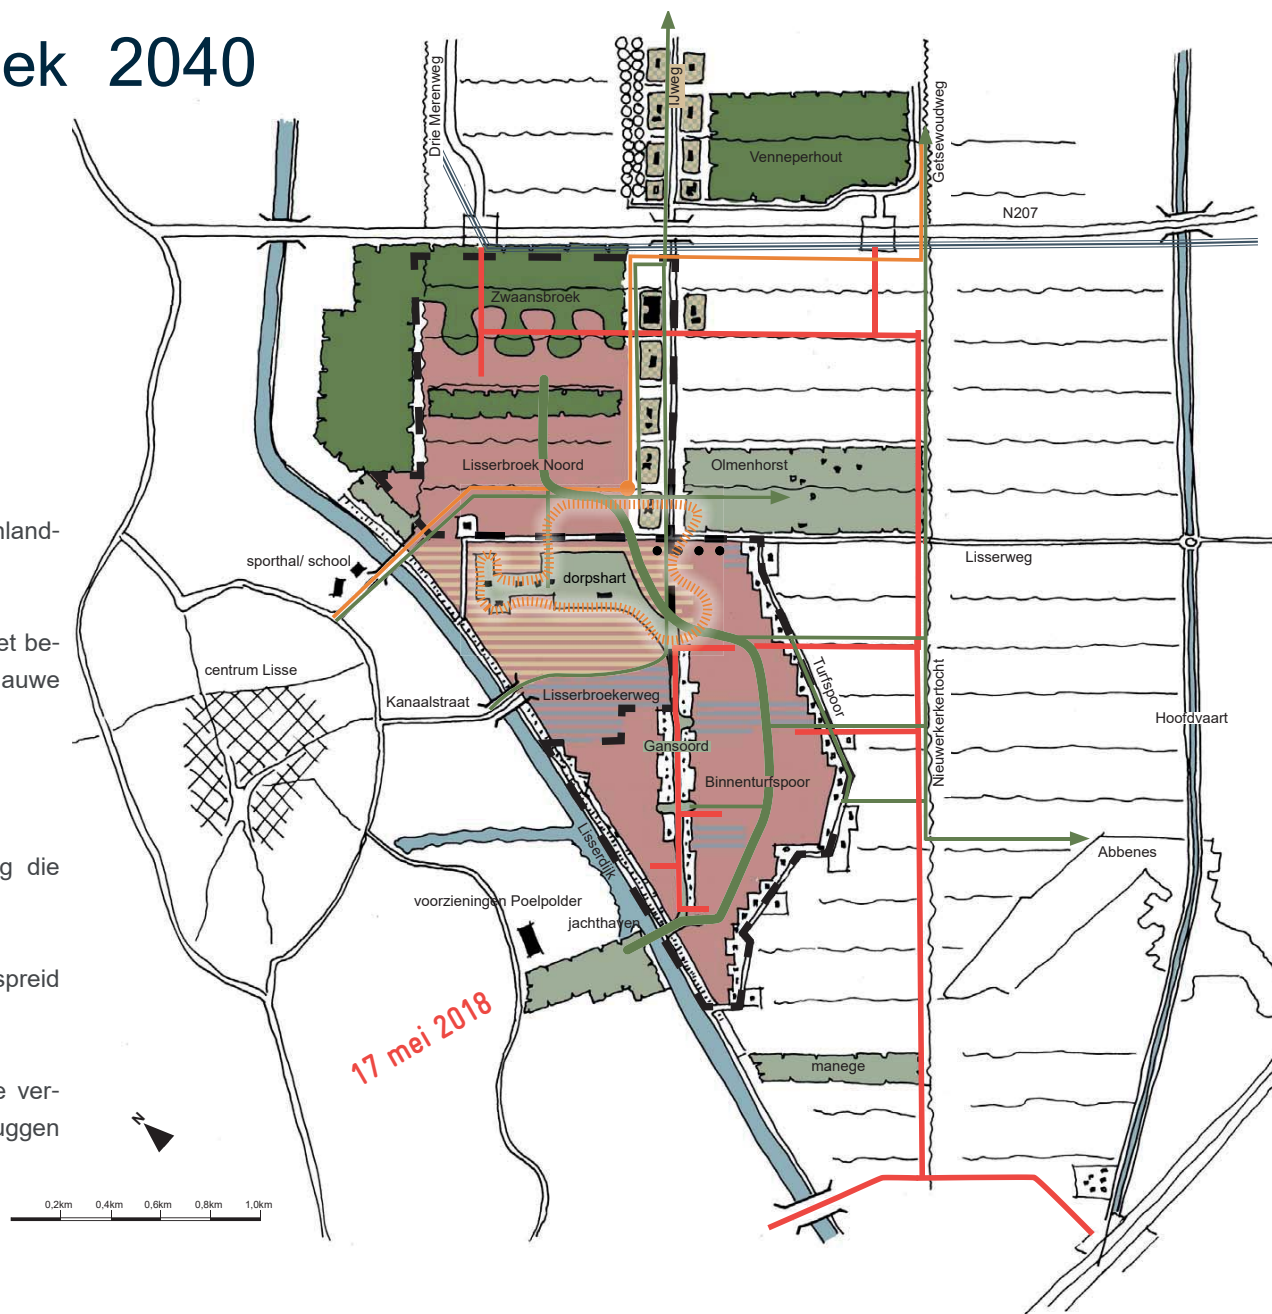 ek 2040
Drie Merenweg
IJweg
Getsewoudweg
Venneperhout
N207
Zwaansbroek
Lisserbroek Noord
Olmenhorst
nland-
sporthal/ school
dorpshart
Lisserweg
et be-
auwe
centrum Lisse
Kanaalstraat
Lisserbroekerweg
Turfspoor
Nieuwerkerkertocht
Hoofdvaart
Gansoord
Binnenturfspoor
Lisserdijk
Abbenes
g die
voorzieningen Poelpolder
jachthaven
spreid
17 mei 2018
manege
e ver-
uggen
N
0,2km 0,4km 0,6km 0,8km 1,0km